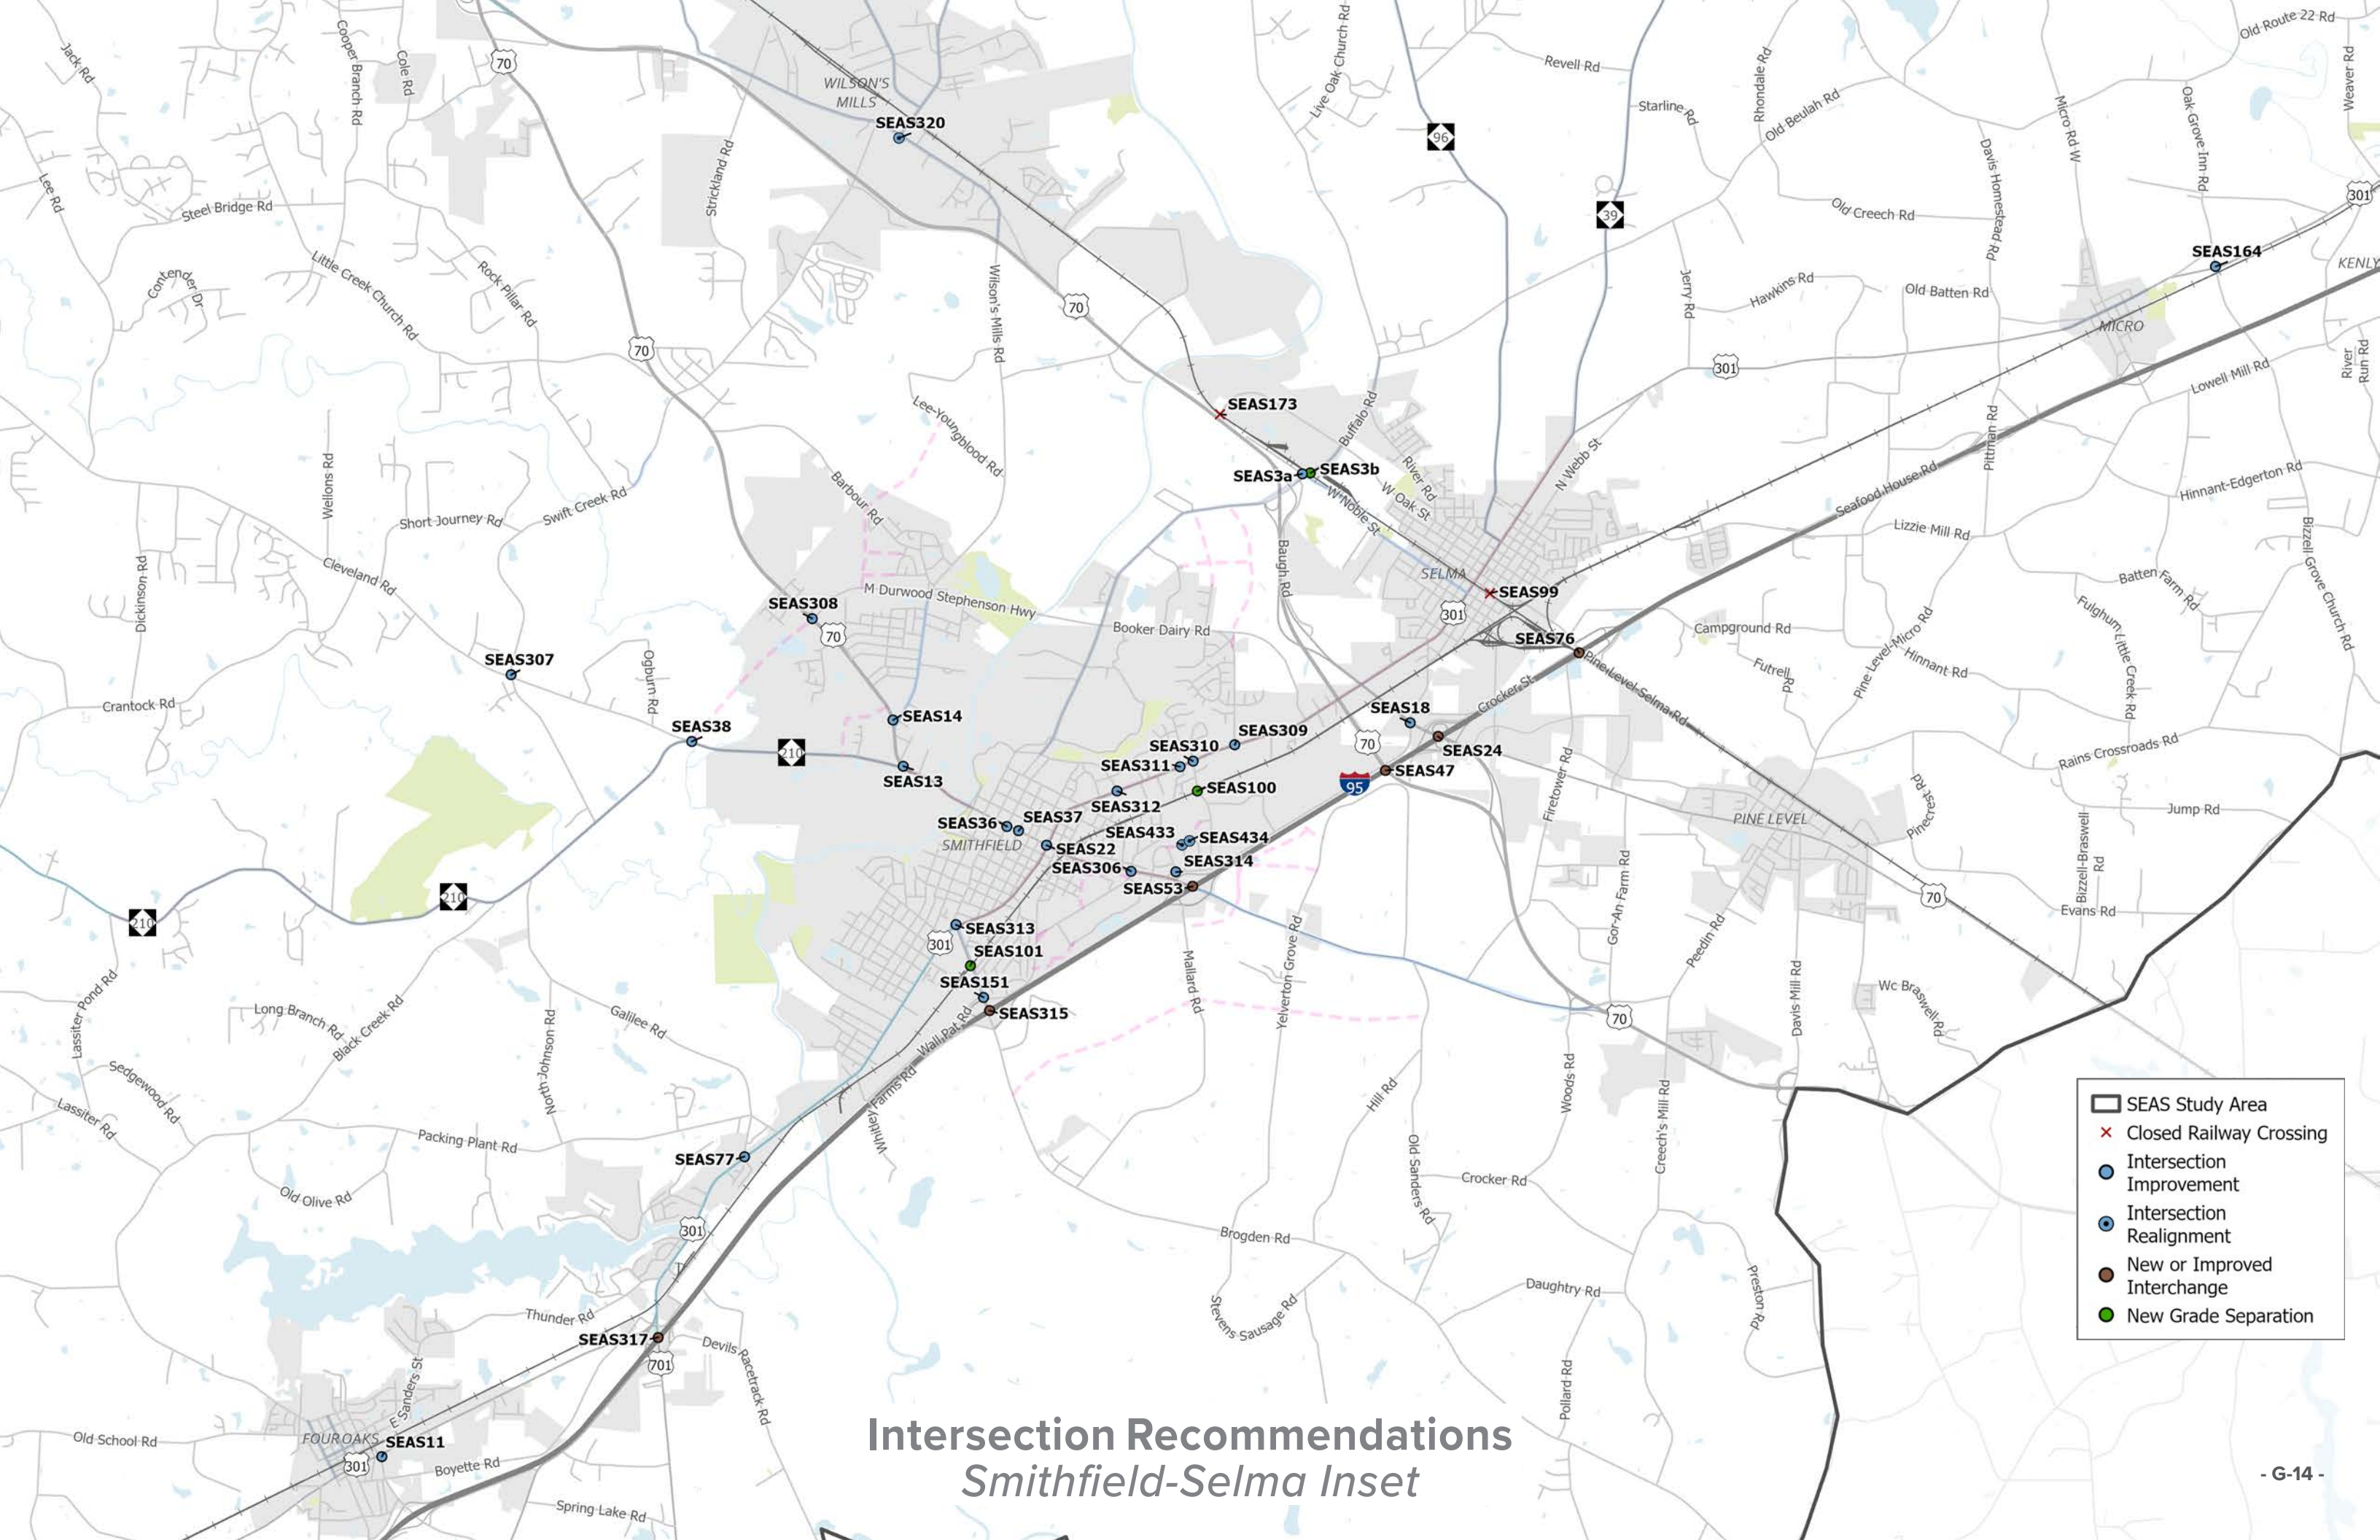 Old Route 22 Rd
Jack Rd
Cooper Branch Rd
Cole Rd
70
WILSON'S
MILLS
SEAS320
Live Oak Church Rd
Revell Rd
96
Starline Rd
Rhondale Rd
Old Beulah Rd
Micro Rd W
Oak Grove Inn Rd
Weaver Rd
301
Lee Rd
Steel Bridge Rd
Strickland Rd
39
Davis Homestead Rd
Old Creech Rd
SEAS164
KENLY
Contender Dr
Little Creek Church Rd
Rock Pillar Rd
Wilson's Mills Rd
70
Jerry Rd
Hawkins Rd
Old Batten Rd
MICRO
70
301
River
Run Rd
Lowell Mill Rd
Lee-Youngblood Rd
SEAS173
Buffalo Rd
SEAS3a
SEAS3b
River Rd
W Oak St
W Noble St
N Webb St
Pittman Rd
Seafood House Rd
Hinnant-Edgerton Rd
Wellons Rd
Short Journey Rd
Swift Creek Rd
Barbour Rd
Baugh Rd
Lizzie Mill Rd
Bizzell Grove Church Rd
Dickinson Rd
Cleveland Rd
M Durwood Stephenson Hwy
SELMA
SEAS99
301
Batten Farm Rd
SEAS308
70
Booker Dairy Rd
SEAS76
Campground Rd
Fulghum Little Creek Rd
SEAS307
Ogburn Rd
Pine Level-Selma Rd
Futrell
Rd
Pine Level-Micro Rd
Hinnant Rd
Crantock Rd
SEAS38
SEAS14
Crocker St
SEAS18
210
SEAS309
SEAS310
SEAS311
70
SEAS24
Rains Crossroads Rd
SEAS13
SEAS47
95
SEAS100
Firetower Rd
SEAS312
PINE LEVEL
Pinecrest Rd
Jump Rd
SEAS36
SEAS37
SMITHFIELD
SEAS433
SEAS434
SEAS22
SEAS314
SEAS306
SEAS53
Bizzell-Braswell
Rd
210
210
Gor-An Farm Rd
70
Evans Rd
SEAS313
301
SEAS101
Yelverton Grove Rd
Peedin Rd
Mallard Rd
SEAS151
SEAS315
Lassiter Pond Rd
Long Branch Rd
Black Creek Rd
North Johnson Rd
Galilee Rd
Wall Pat Rd
70
Davis Mill Rd
Wc Braswell Rd
Sedgewood Rd
Lassiter Rd
Whitley Farms Rd
Hill Rd
Woods Rd
Creech's Mill Rd
Packing Plant Rd
SEAS77
Old Sanders Rd
Crocker Rd
Old Olive Rd
301
Brogden Rd
Thunder Rd
SEAS317
701
Devils Racetrack Rd
Stevens Sausage Rd
Daughtry Rd
Preston Rd
E Sanders St
Pollard Rd
Old School Rd
FOUR OAKS
SEAS11
301
Boyette Rd
Spring Lake Rd
SEAS Study Area
Closed Railway Crossing
Intersection
Improvement
Intersection
Realignment
New or Improved
Interchange
New Grade Separation
Intersection Recommendations
Smithfield-Selma Inset
- G-14 -